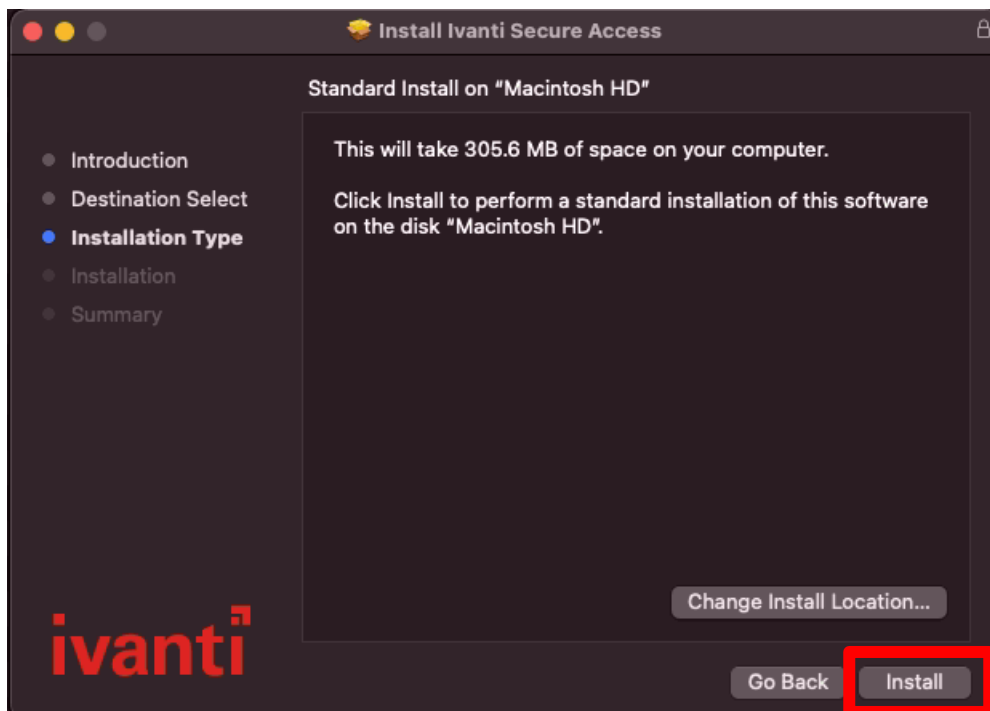 Install Ivanti Secure Access
Standard Install on “Macintosh HD”
Introduction
Destination Select
Installation Type
Installation
Summary
This will take 305.6 MB of space on your computer.
Click Install to perform a standard installation of this software
on the disk “Macintosh HD”.
Change Install Location...
ivanti
Go Back
Install